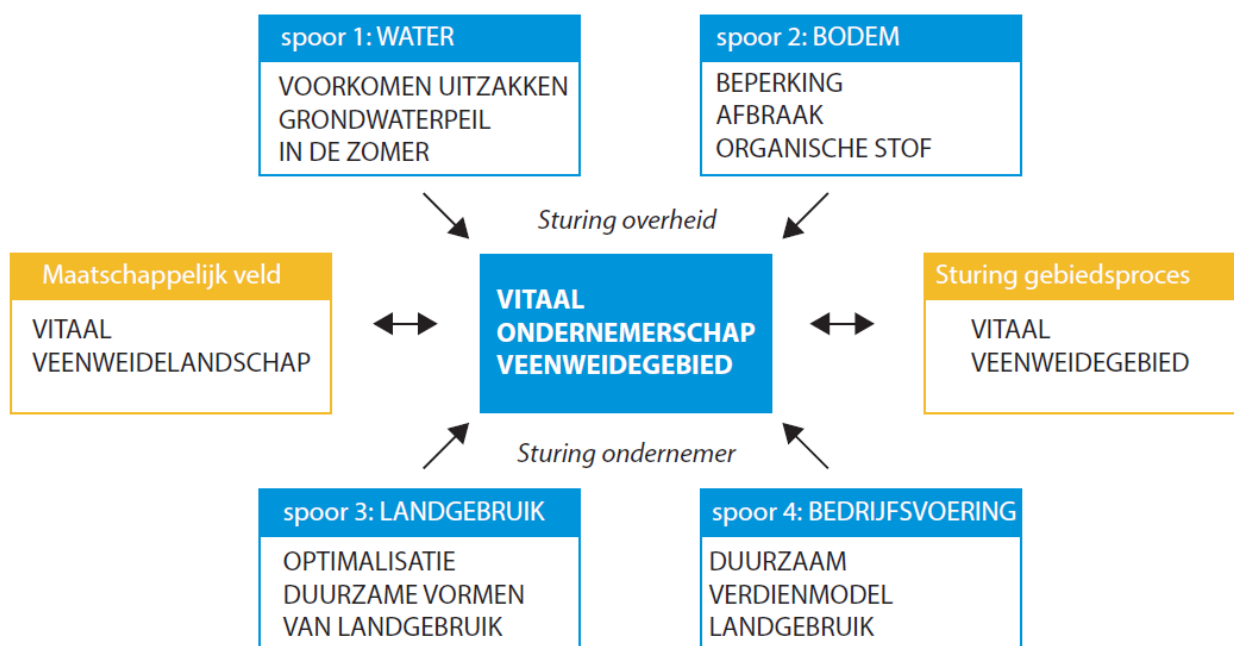 spoor 1: WATER
VOORKOMEN UITZAKKEN
GRONDWATERPEIL
IN DE ZOMER
spoor 2: BODEM
BEPERKING
AFBRAAK
ORGANISCHE STOF
Sturing overheid
Maatschappelijk veld
VITAAL
VEENWEIDELANDSCHAP
VITAAL
ONDERNEMERSCHAP
VEENWEIDEGEBIED
Sturing gebiedsproces
VITAAL
VEENWEIDEGEBIED
Sturing ondernemer
spoor 3: LANDGEBRUIK
OPTIMALISATIE
DUURZAME VORMEN
VAN LANDGEBRUIK
spoor 4: BEDRIJFSVOERING
DUURZAAM
VERDIENMODEL
LANDGEBRUIK